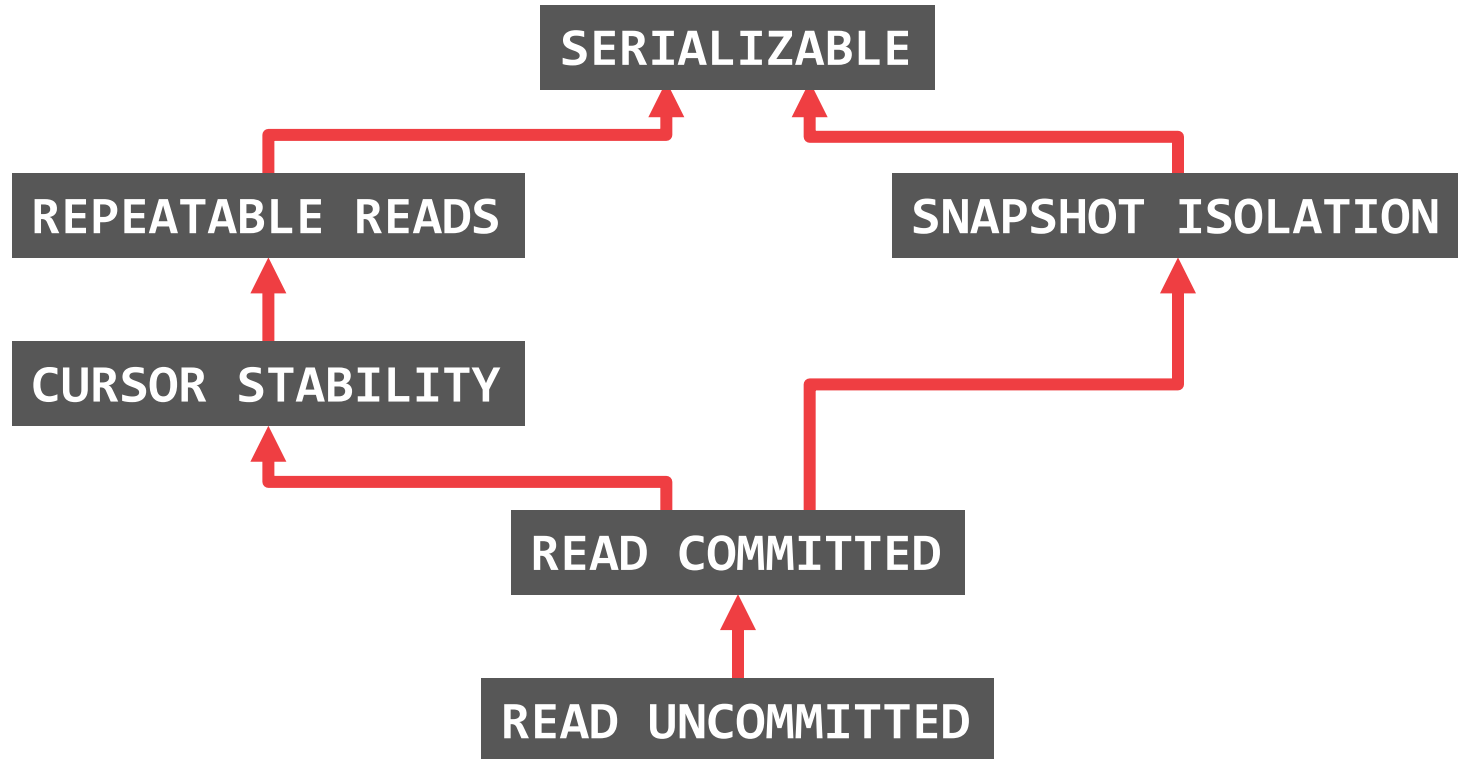 SERIALIZABLE
REPEATABLE READS
SNAPSHOT ISOLATION
CURSOR STABILITY
READ COMMITTED
READ UNCOMMITTED